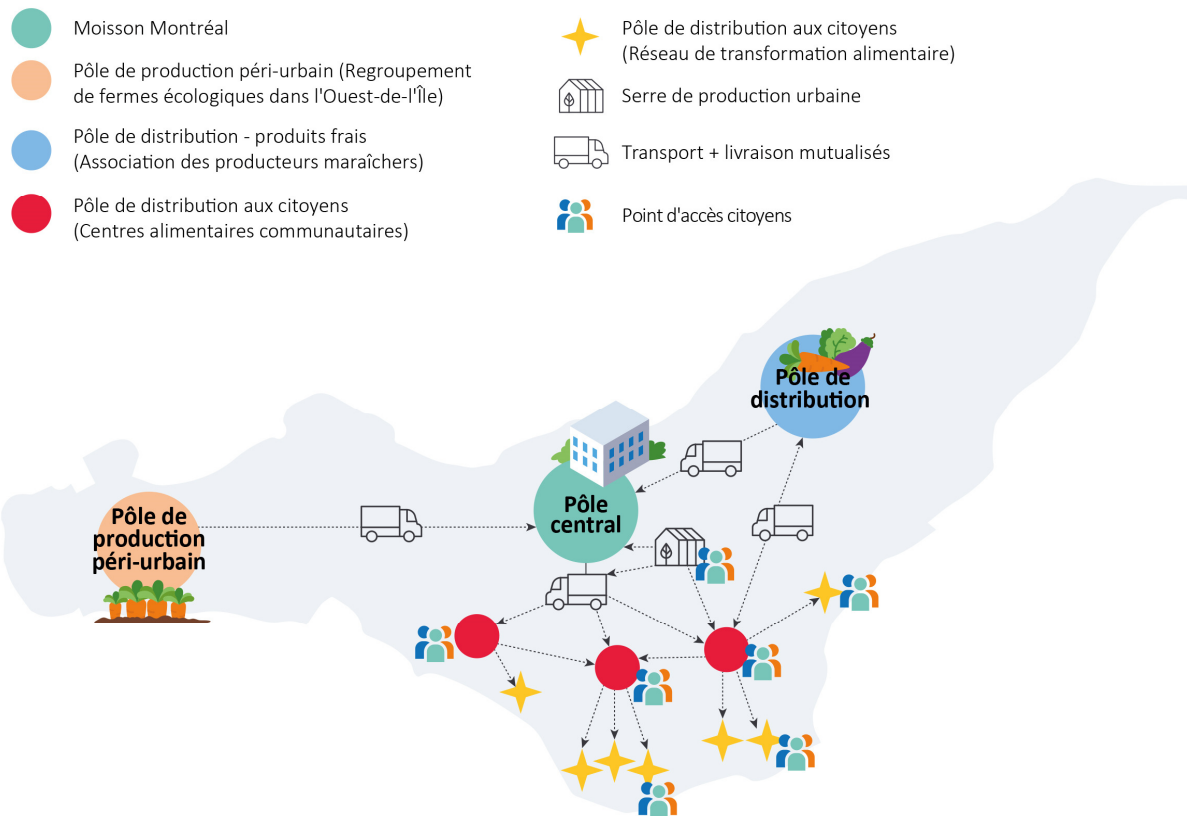 Moisson Montréal
Pôle de production péri-urbain (Regroupement
de fermes écologiques dans l'Ouest-de-l'Île)
Pôle de distribution - produits frais
(Association des producteurs maraîchers)
Pôle de distribution aux citoyens
(Centres alimentaires communautaires)
Pôle de distribution aux citoyens
(Réseau de transformation alimentaire)
Serre de production urbaine
Transport + livraison mutualisés
Point d'accès citoyens
Pôle de
distribution
Pôle
central
Pôle de
production
péri-urbain